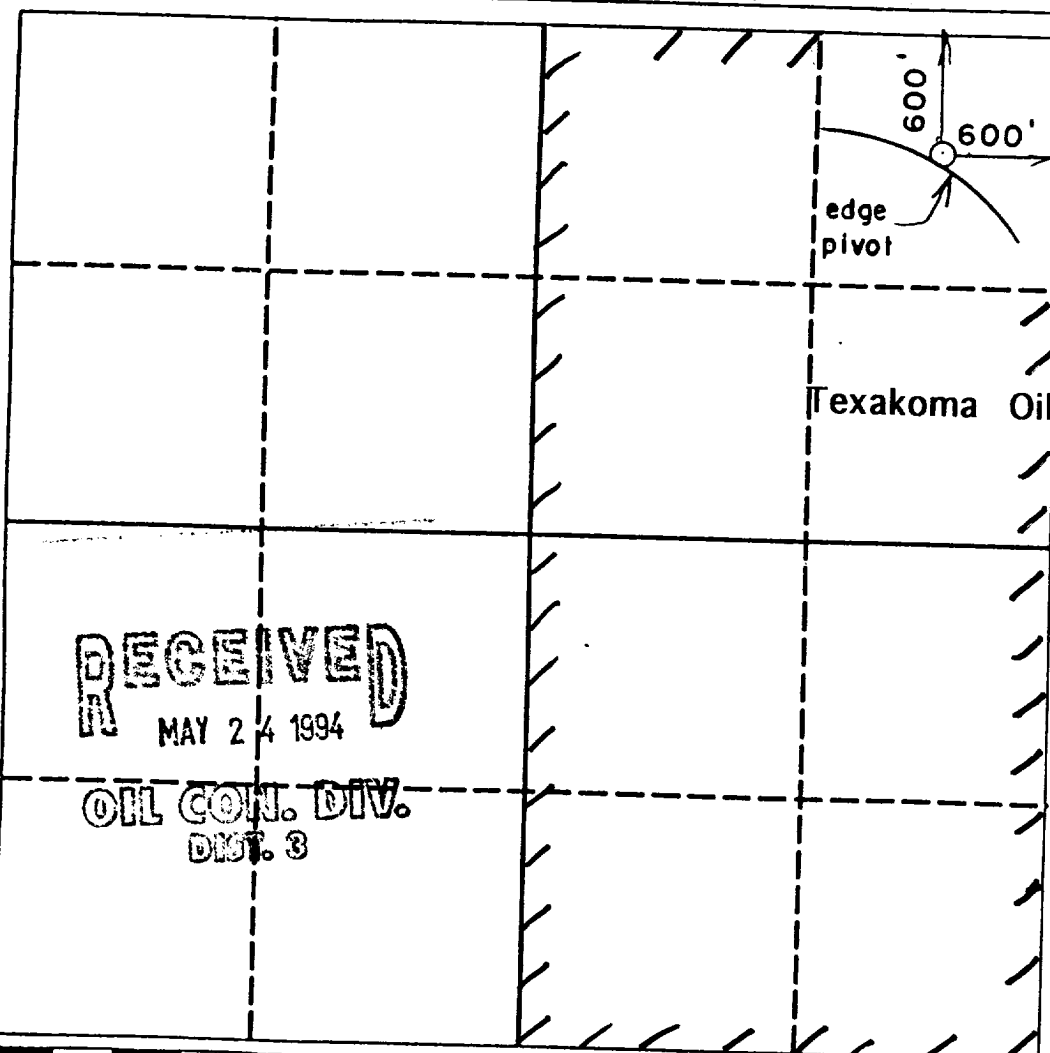 600'
600'
edge
pivot
Texakoma Oil
RECEIVED
MAY 24 1994
OIL CON. DIV.
DIST. 3